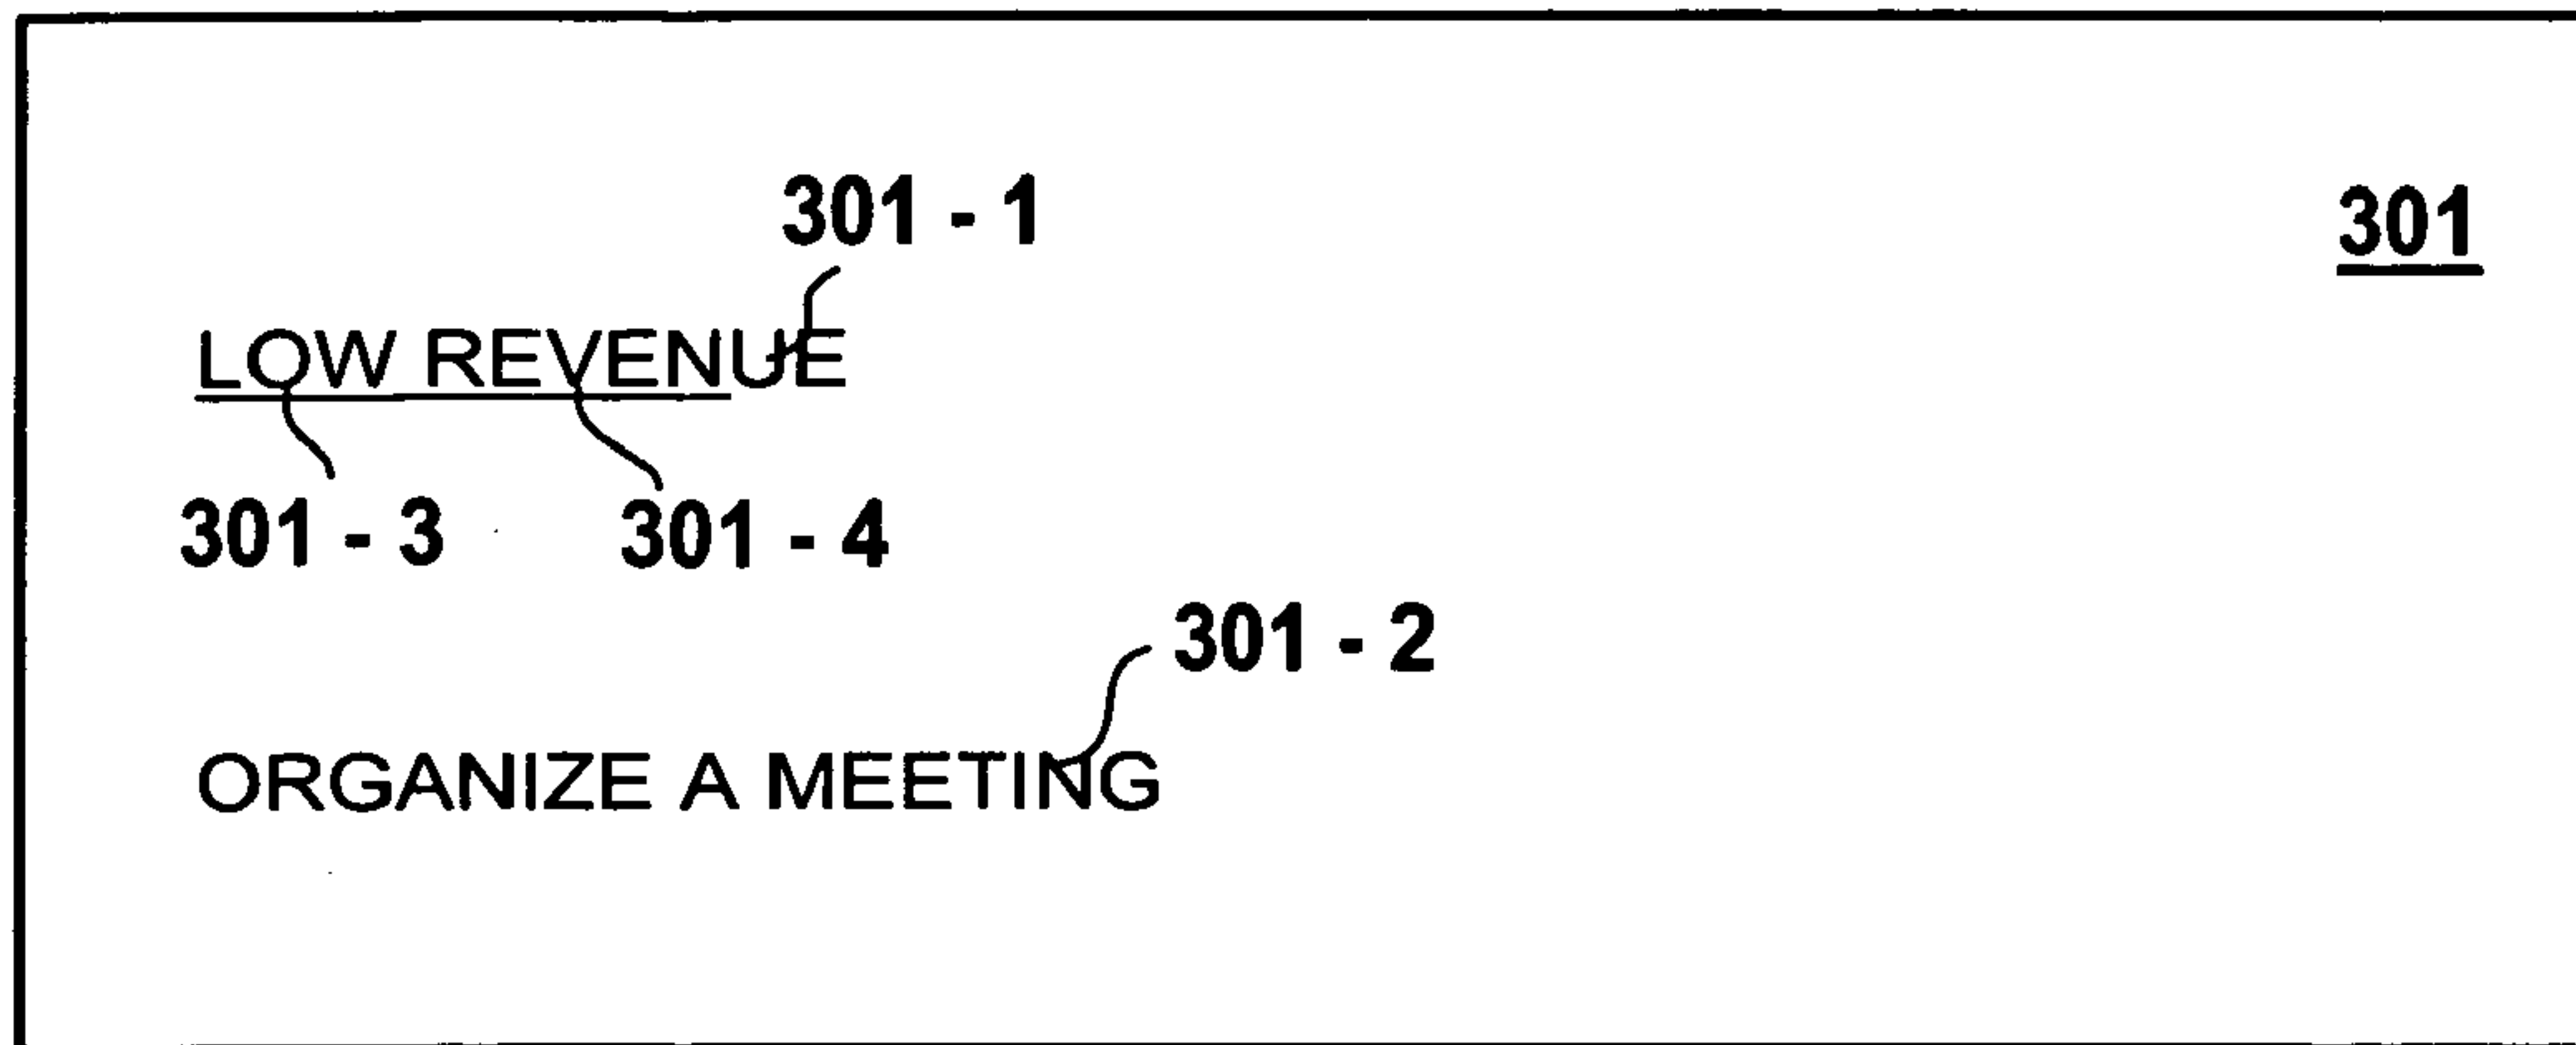 301 - 1
301
LOW REVENUE
301 - 3 301 - 4
301 - 2
ORGANIZE A MEETING